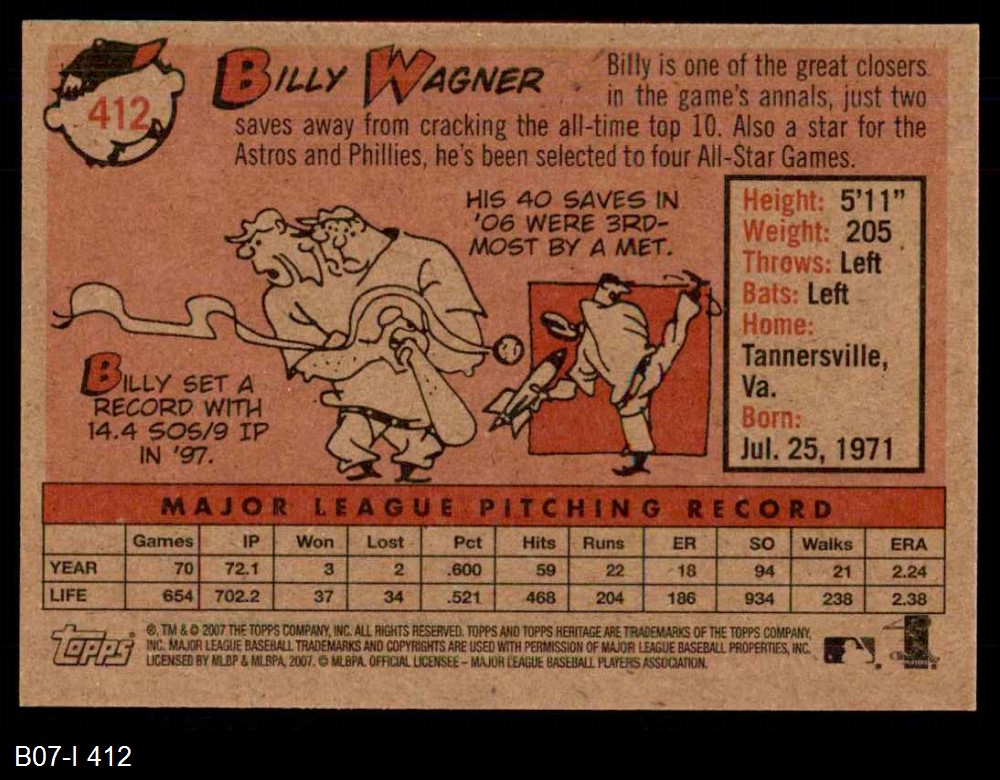 412
BILLY WAGNER
Billy is one of the great closers
in the game's annals, just two
saves away from cracking the all-time top 10. Also a star for the
Astros and Phillies, he's been selected to four All-Star Games.
HIS 40 SAVES IN
'06 WERE 3RD-
MOST BY A MET.
BILLY SET A
RECORD WITH
14.4 SOS/9 IP
IN '97.
Height: 5'11"
Weight: 205
Throws: Left
Bats: Left
Home:
Tannersville,
Va.
Born:
Jul. 25, 1971
MAJOR LEAGUE PITCHING RECORD
Games IP Won Lost Pct Hits Runs ER SO Walks ERA
YEAR 70 72.1 3 2 .600 59 22 18 94 21 2.24
LIFE 654 702.2 37 34 .521 468 204 186 934 238 2.38
Topps
®, TM & © 2007 THE TOPPS COMPANY, INC. ALL RIGHTS RESERVED. TOPPS AND TOPPS HERITAGE ARE TRADEMARKS OF THE TOPPS COMPANY,
INC. MAJOR LEAGUE BASEBALL TRADEMARKS AND COPYRIGHTS ARE USED WITH PERMISSION OF MAJOR LEAGUE BASEBALL PROPERTIES, INC.
LICENSED BY MLBP & MLBPA, 2007. © MLBPA. OFFICIAL LICENSEE – MAJOR LEAGUE BASEBALL PLAYERS ASSOCIATION.
B07-I 412